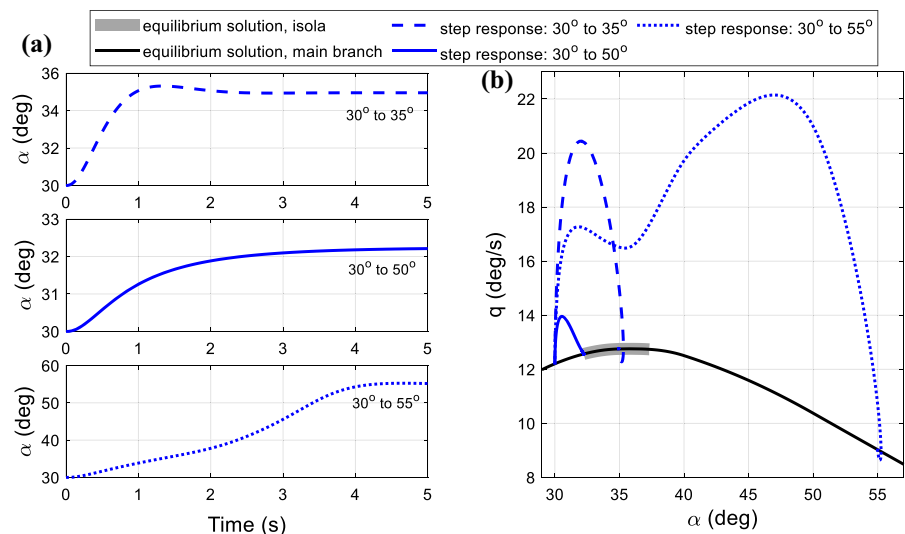 (a)
equilibrium solution, isola
equilibrium solution, main branch
step response: 30° to 35°
step response: 30° to 50°
step response: 30° to 55°
36
34
32
30
α (deg)
30° to 35°
0 1 2 3 4 5
33
32
31
30
α (deg)
30° to 50°
0 1 2 3 4 5
60
50
40
30
α (deg)
30° to 55°
0 1 2 3 4 5
Time (s)
(b)
22
20
18
16
14
12
10
8
q (deg/s)
30 35 40 45 50 55
α (deg)